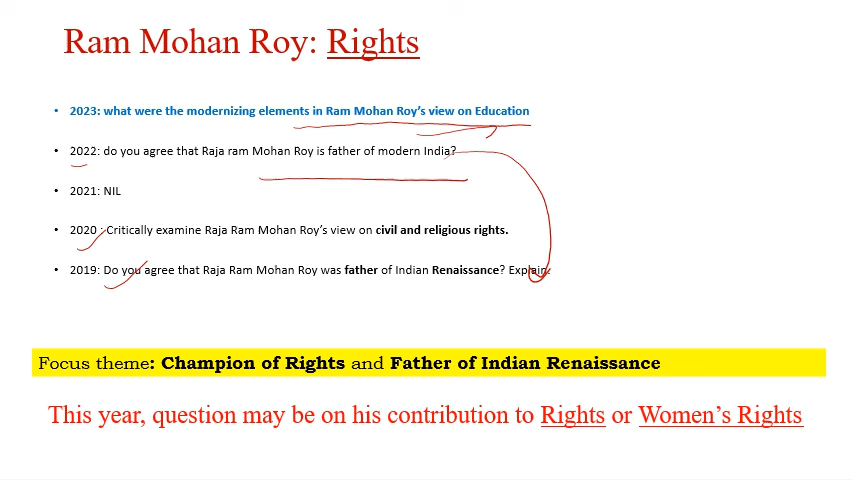 Ram Mohan Roy: Rights
• 2023: what were the modernizing elements in Ram Mohan Roy's view on Education
• 2022: do you agree that Raja ram Mohan Roy is father of modern India?
• 2021: NIL
• 2020 : Critically examine Raja Ram Mohan Roy's view on civil and religious rights.
• 2019: Do you agree that Raja Ram Mohan Roy was father of Indian Renaissance? Explain.
Focus theme: Champion of Rights and Father of Indian Renaissance
This year, question may be on his contribution to Rights or Women's Rights